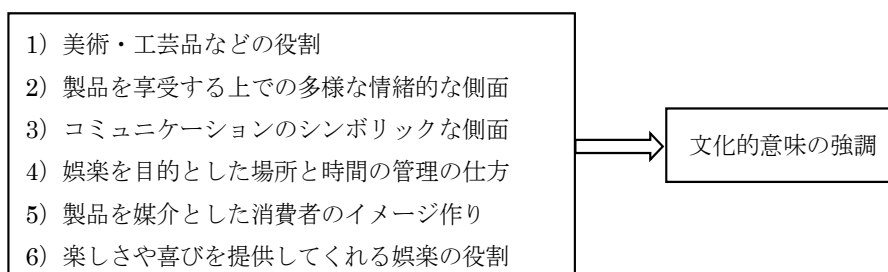 1）美術・工芸品などの役割
2）製品を享受する上での多様な情緒的な側面
3）コミュニケーションのシンボリックな側面
4）娯楽を目的とした場所と時間の管理の仕方
5）製品を媒介とした消費者のイメージ作り
6）楽しさや喜びを提供してくれる娯楽の役割
文化的意味の強調